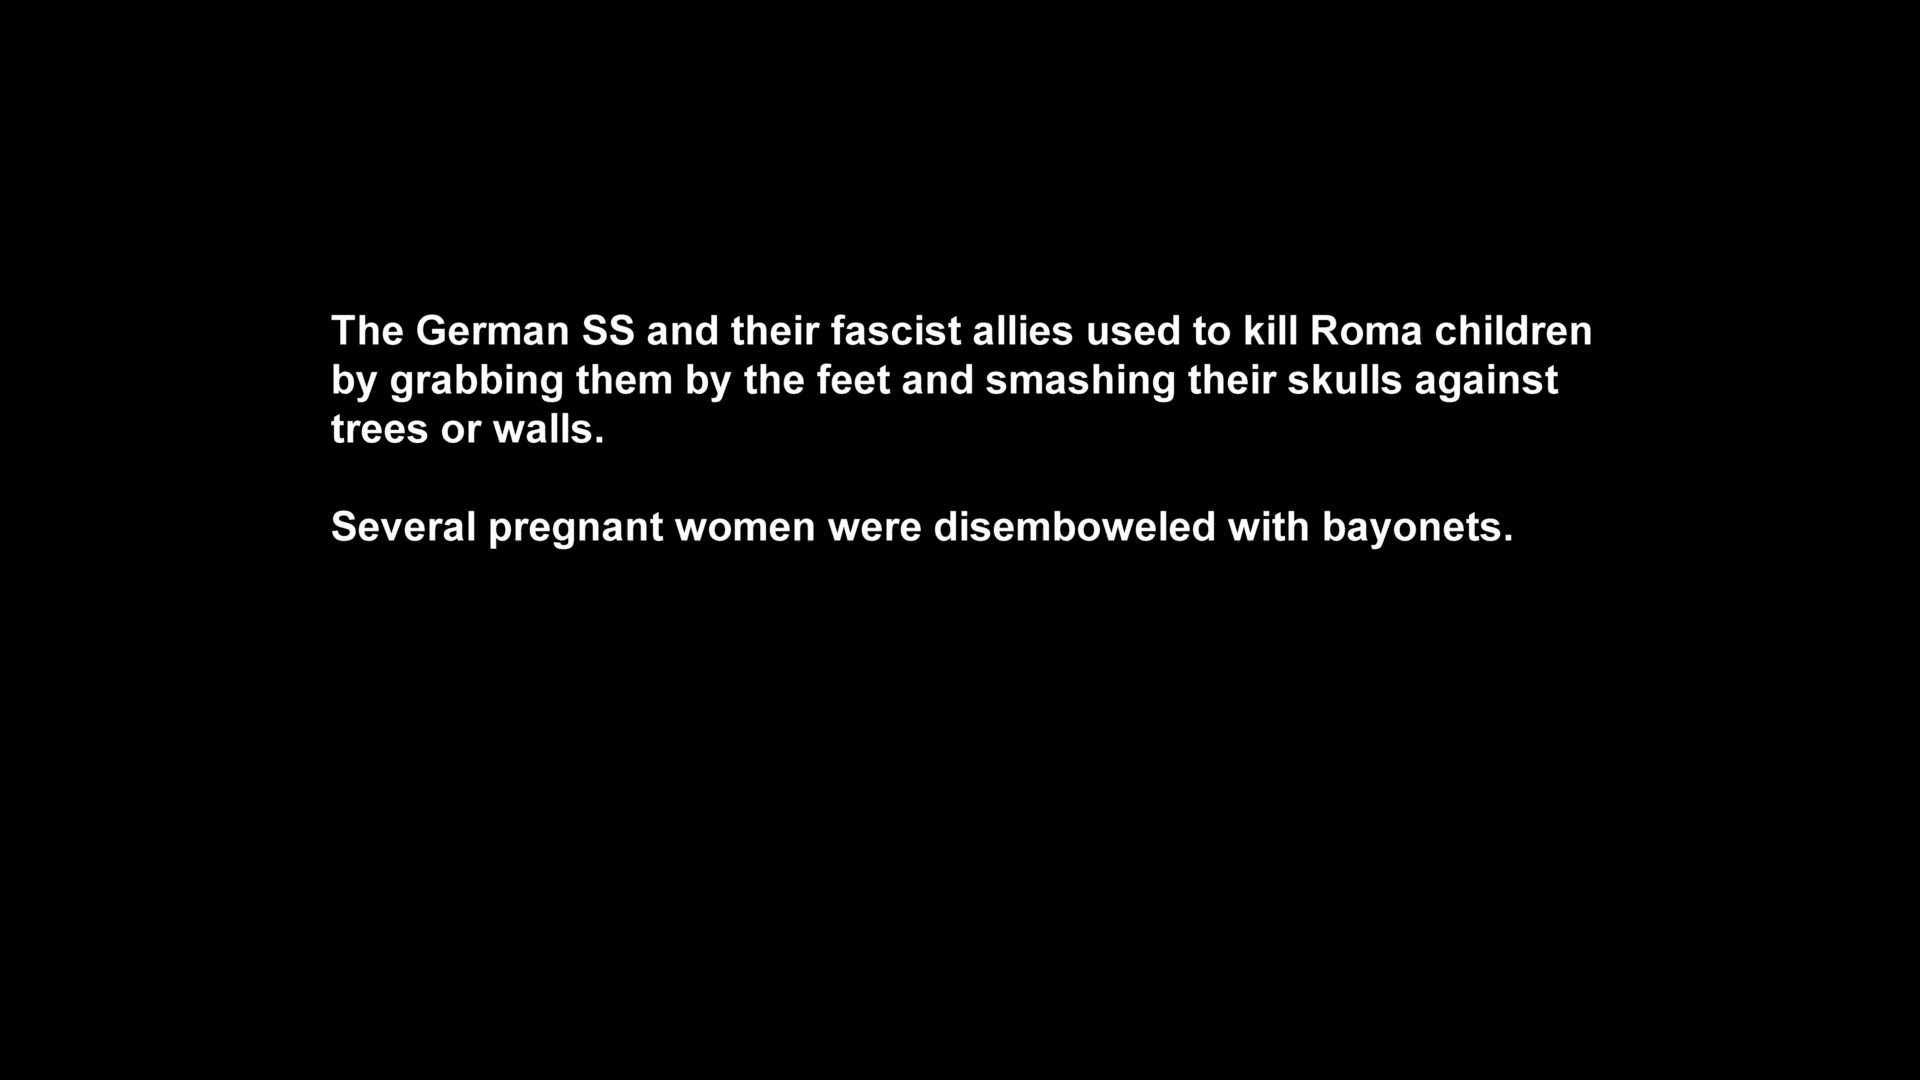 The German SS and their fascist allies used to kill Roma children
by grabbing them by the feet and smashing their skulls against
trees or walls.
Several pregnant women were disemboweled with bayonets.